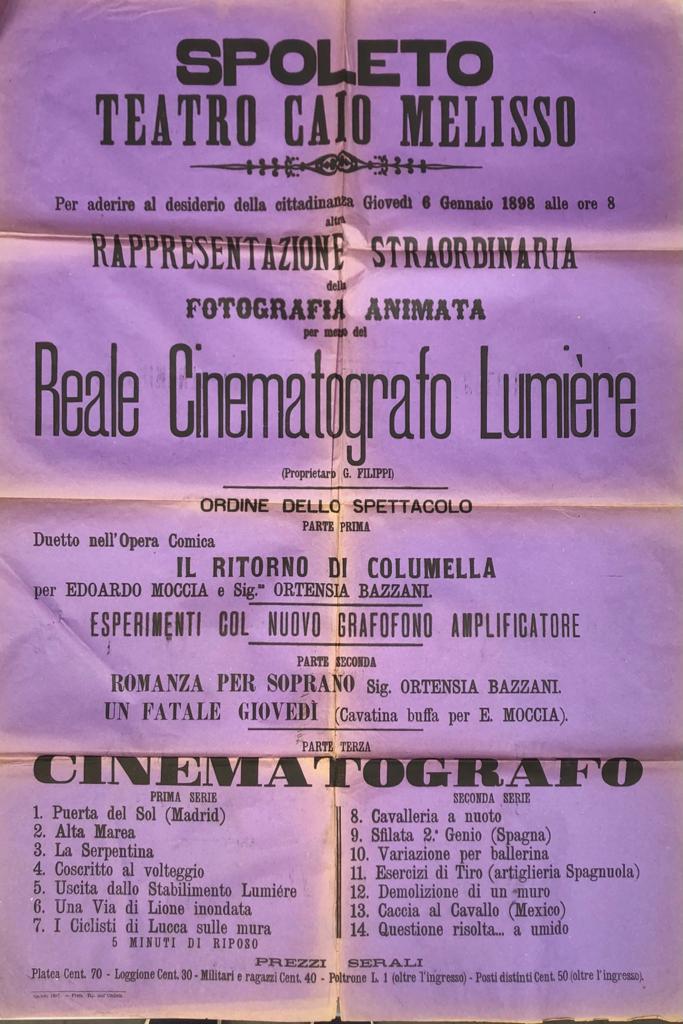 SPOLETO
TEATRO CAIO MELISSO
Per aderire al desiderio della cittadinanza Giovedì 6 Gennaio 1898 alle ore 8
altra
RAPPRESENTAZIONE STRAORDINARIA
della
FOTOGRAFIA ANIMATA
per mezzo del
Reale Cinematografo Lumière
(Proprietario G. FILIPPI)
ORDINE DELLO SPETTACOLO
PARTE PRIMA
Duetto nell'Opera Comica
IL RITORNO DI COLUMELLA
per EDOARDO MOCCIA e Sig.ra ORTENSIA BAZZANI.
ESPERIMENTI COL NUOVO GRAFOFONO AMPLIFICATORE
PARTE SECONDA
ROMANZA PER SOPRANO Sig. ORTENSIA BAZZANI.
UN FATALE GIOVEDÌ (Cavatina buffa per E. MOCCIA).
PARTE TERZA
CINEMATOGRAFO
PRIMA SERIE
1. Puerta del Sol (Madrid)
2. Alta Marea
3. La Serpentina
4. Coscritto al volteggio
5. Uscita dallo Stabilimento Lumiére
6. Una Via di Lione inondata
7. I Ciclisti di Lucca sulle mura
5 MINUTI DI RIPOSO
SECONDA SERIE
8. Cavalleria a nuoto
9. Sfilata 2.° Genio (Spagna)
10. Variazione per ballerina
11. Esercizi di Tiro (artiglieria Spagnuola)
12. Demolizione di un muro
13. Caccia al Cavallo (Mexico)
14. Questione risolta... a umido
PREZZI SERALI
Platea Cent. 70 - Loggione Cent. 30 - Militari e ragazzi Cent. 40 - Poltrone L. 1 (oltre l'ingresso) - Posti distinti Cent. 50 (oltre l'ingresso).